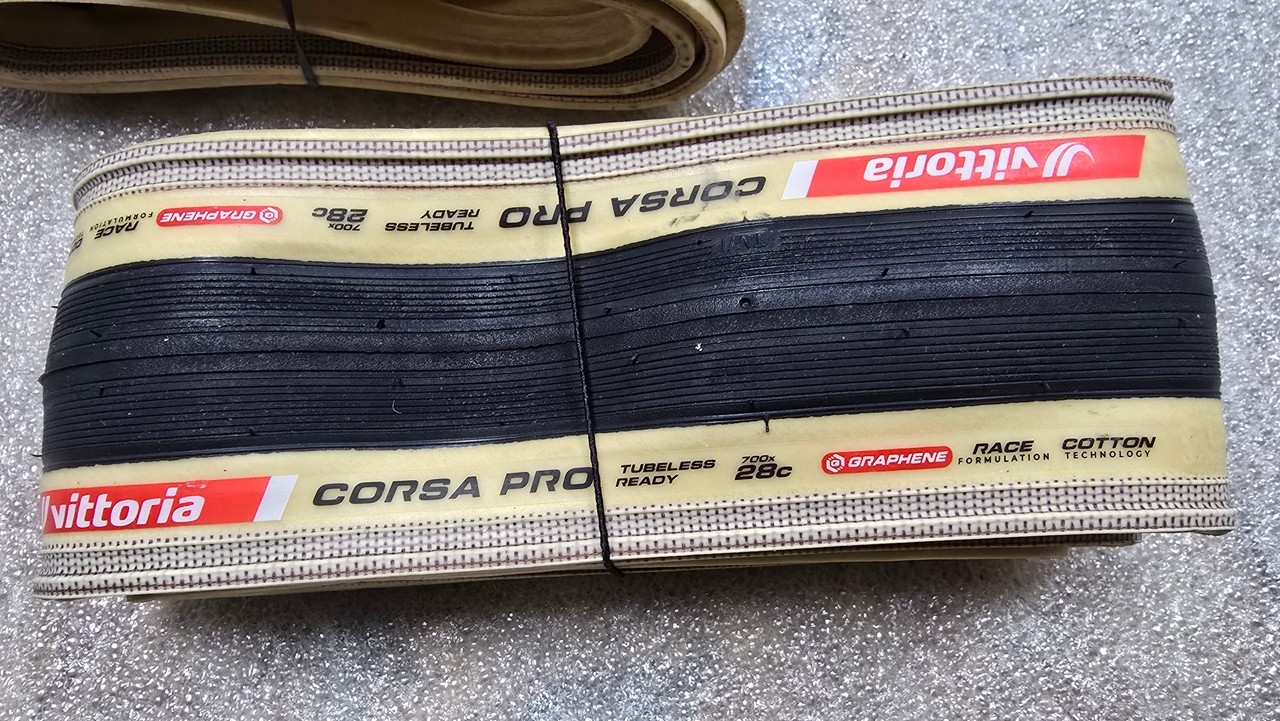 vittoria
CORSA PRO
TUBELESS
READY
700x
28c
GRAPHENE
RACE
FORMULATION
TWI
vittoria
CORSA PRO
TUBELESS
READY
700x
28c
GRAPHENE
RACE
FORMULATION
COTTON
TECHNOLOGY